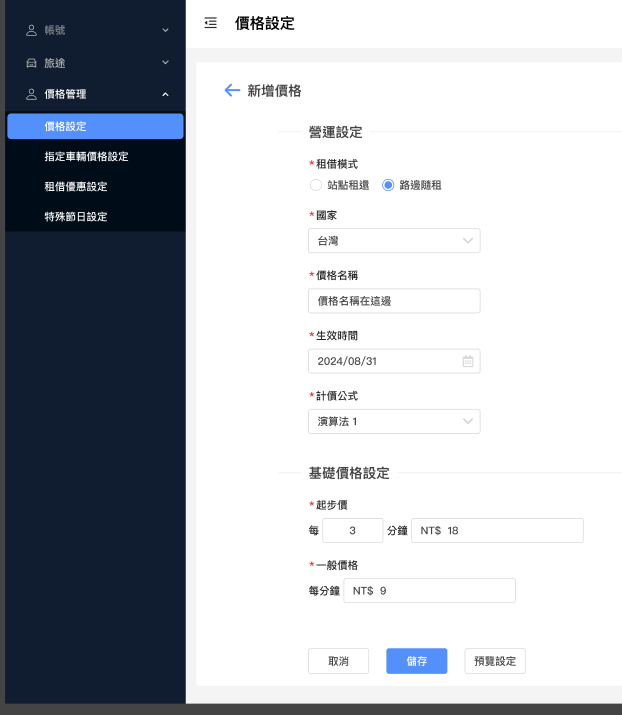 帳號
旅途
價格管理
價格設定
指定車輛價格設定
租借優惠設定
特殊節日設定
價格設定
新增價格
營運設定
*租借模式
站點租還 路邊隨租
*國家
台灣
*價格名稱
價格名稱在這邊
*生效時間
2024/08/31
*計價公式
演算法 1
基礎價格設定
*起步價
每 3 分鐘 NT$ 18
*一般價格
每分鐘 NT$ 9
取消 儲存 預覽設定